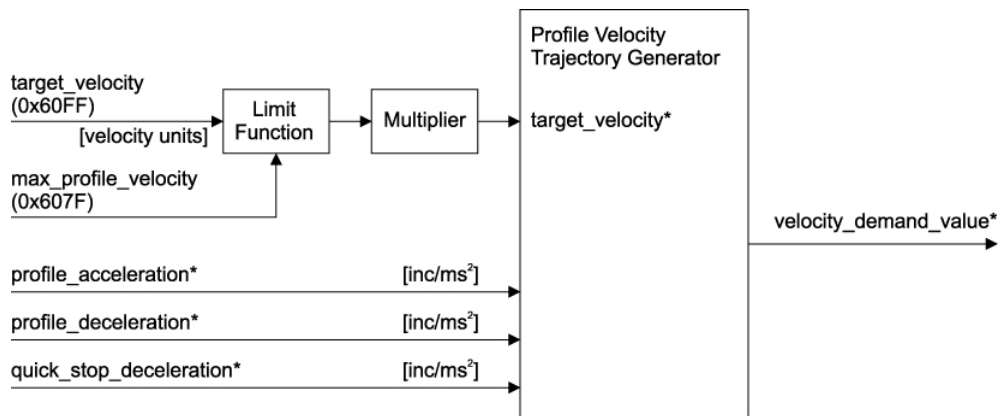 Profile Velocity
Trajectory Generator
target_velocity
(0x60FF)
[velocity units]
Limit
Function
Multiplier
target_velocity*
max_profile_velocity
(0x607F)
velocity_demand_value*
profile_acceleration* [inc/ms²]
profile_deceleration* [inc/ms²]
quick_stop_deceleration* [inc/ms²]